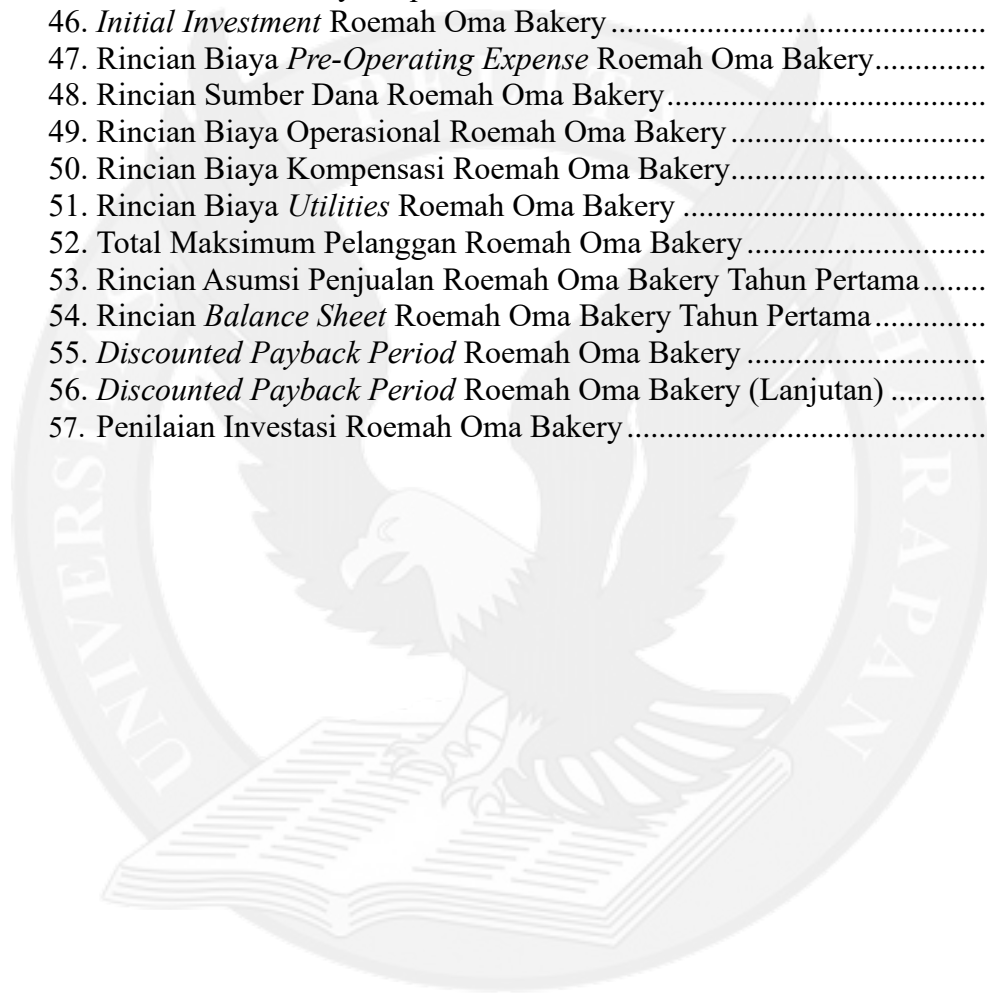 46. Initial Investment Roemah Oma Bakery ........................................
47. Rincian Biaya Pre-Operating Expense Roemah Oma Bakery ............
48. Rincian Sumber Dana Roemah Oma Bakery ..................................
49. Rincian Biaya Operasional Roemah Oma Bakery ...........................
50. Rincian Biaya Kompensasi Roemah Oma Bakery ...........................
51. Rincian Biaya Utilities Roemah Oma Bakery ................................
52. Total Maksimum Pelanggan Roemah Oma Bakery .........................
53. Rincian Asumsi Penjualan Roemah Oma Bakery Tahun Pertama ........
54. Rincian Balance Sheet Roemah Oma Bakery Tahun Pertama .............
55. Discounted Payback Period Roemah Oma Bakery .........................
56. Discounted Payback Period Roemah Oma Bakery (Lanjutan) ...........
57. Penilaian Investasi Roemah Oma Bakery ......................................